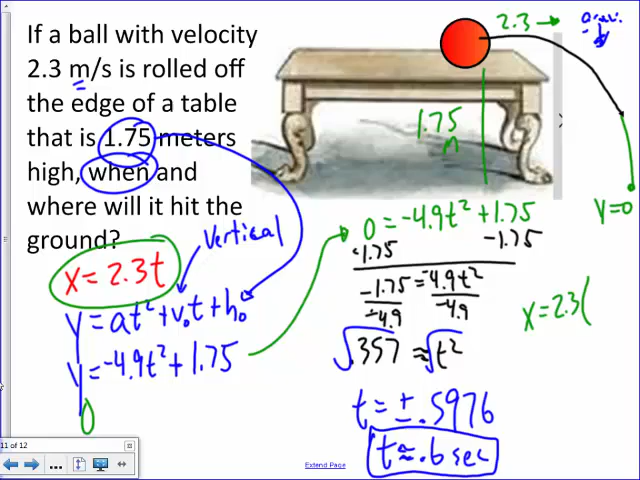 If a ball with velocity
2.3 m/s is rolled off
the edge of a table
that is 1.75 meters
high, when and
where will it hit the
ground?
2.3
1.75
m
y=0
x = 2.3t
Vertical
y = at² + v₀t + h₀
y = -4.9t² + 1.75
0
0 = -4.9t² + 1.75
-1.75 -1.75
-1.75 = -4.9t²
-4.9 -4.9
√.357 ≈ √t²
t = ± .5976
t ≈ .6 sec
x = 2.3(
11 of 12
Extend Page